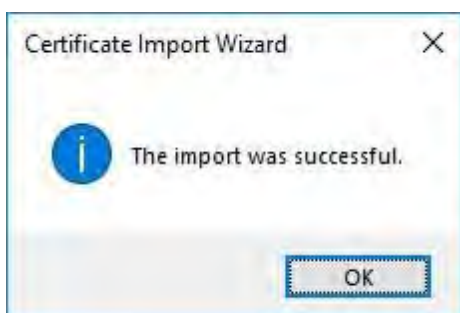 Certificate Import Wizard
The import was successful.
OK